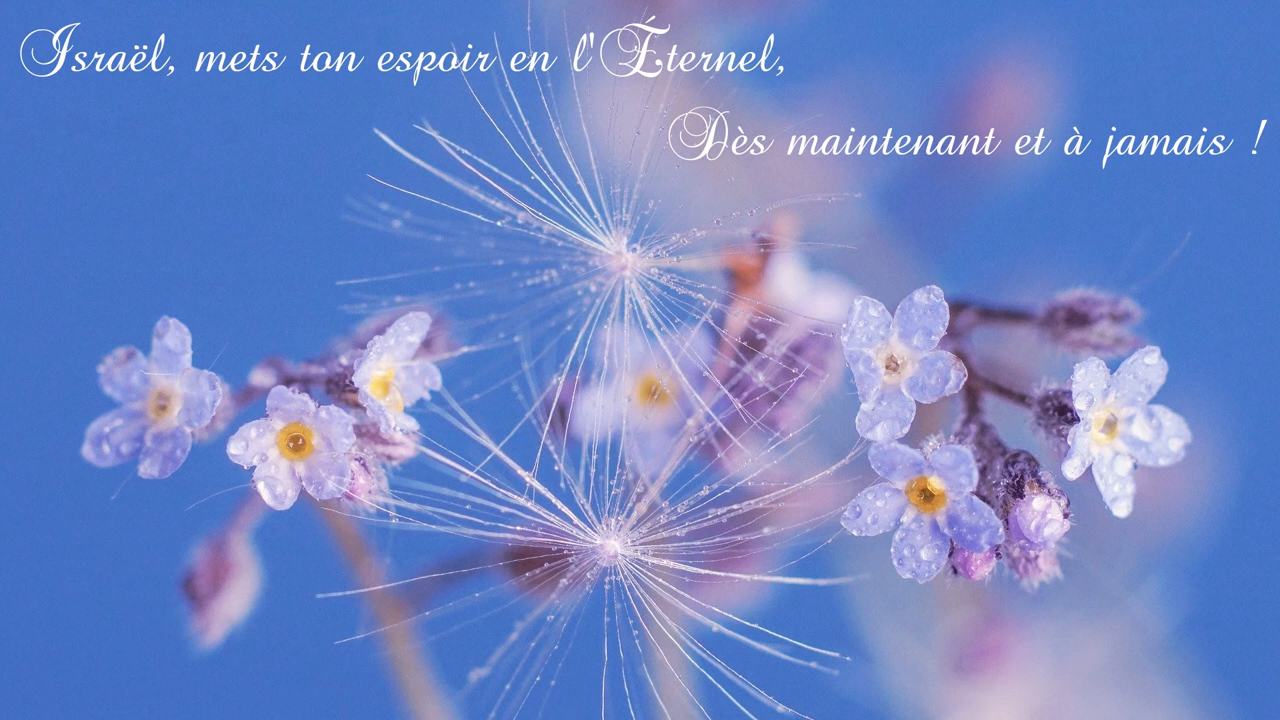 Israël, mets ton espoir en l'Éternel,
Dès maintenant et à jamais !